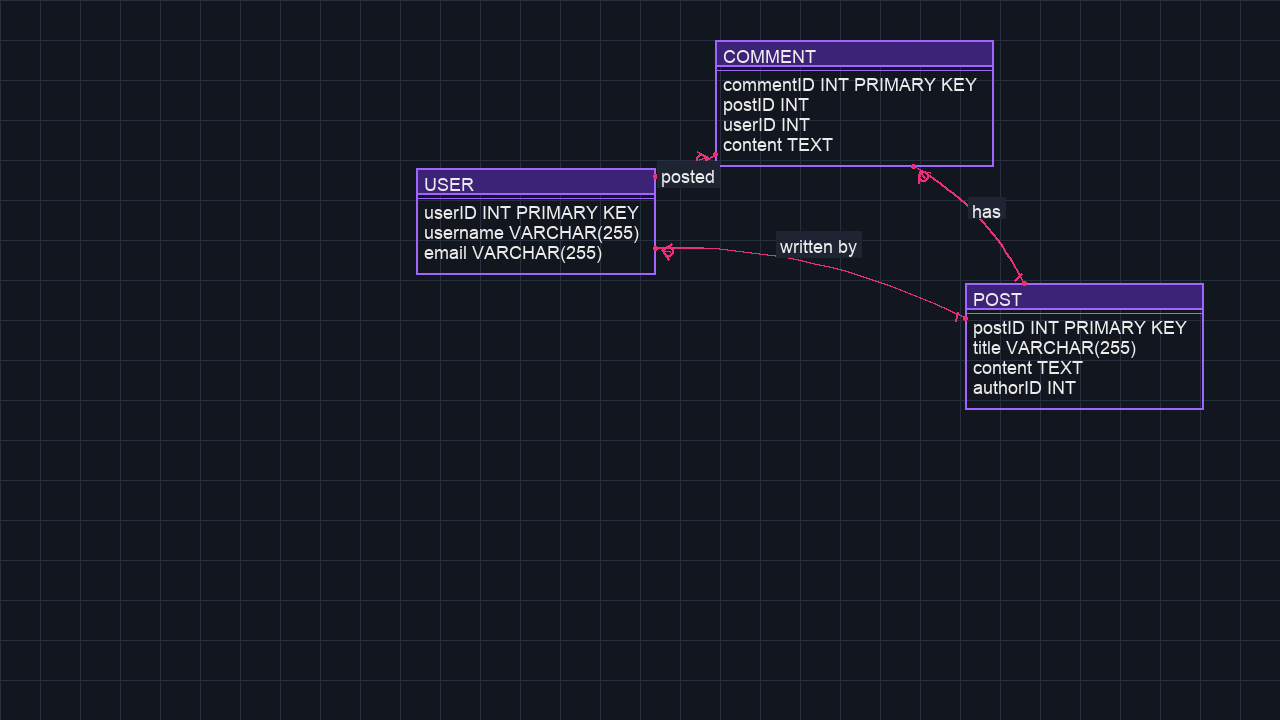 COMMENT
commentID INT PRIMARY KEY
postID INT
userID INT
content TEXT
posted
USER
userID INT PRIMARY KEY
username VARCHAR(255)
email VARCHAR(255)
has
written by
POST
postID INT PRIMARY KEY
title VARCHAR(255)
content TEXT
authorID INT